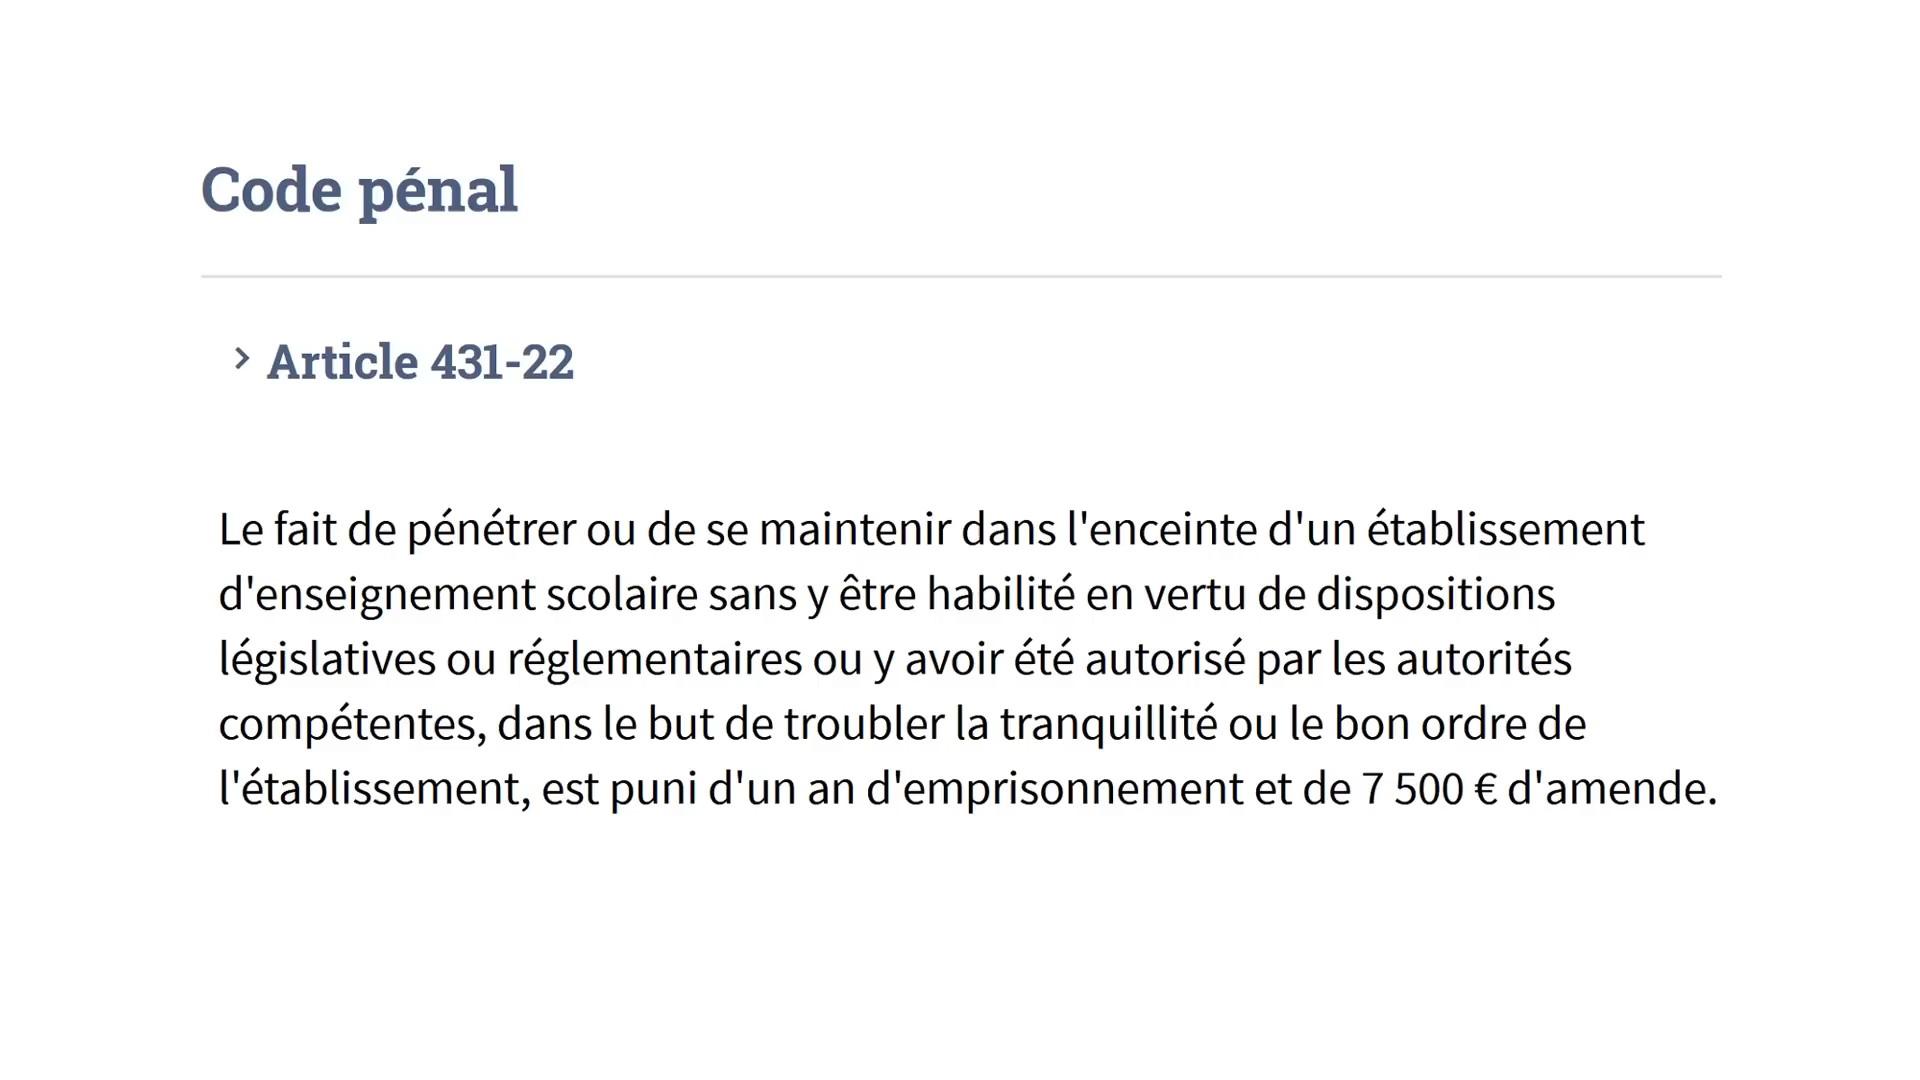 Code pénal
Article 431-22
Le fait de pénétrer ou de se maintenir dans l'enceinte d'un établissement
d'enseignement scolaire sans y être habilité en vertu de dispositions
législatives ou réglementaires ou y avoir été autorisé par les autorités
compétentes, dans le but de troubler la tranquillité ou le bon ordre de
l'établissement, est puni d'un an d'emprisonnement et de 7 500 € d'amende.